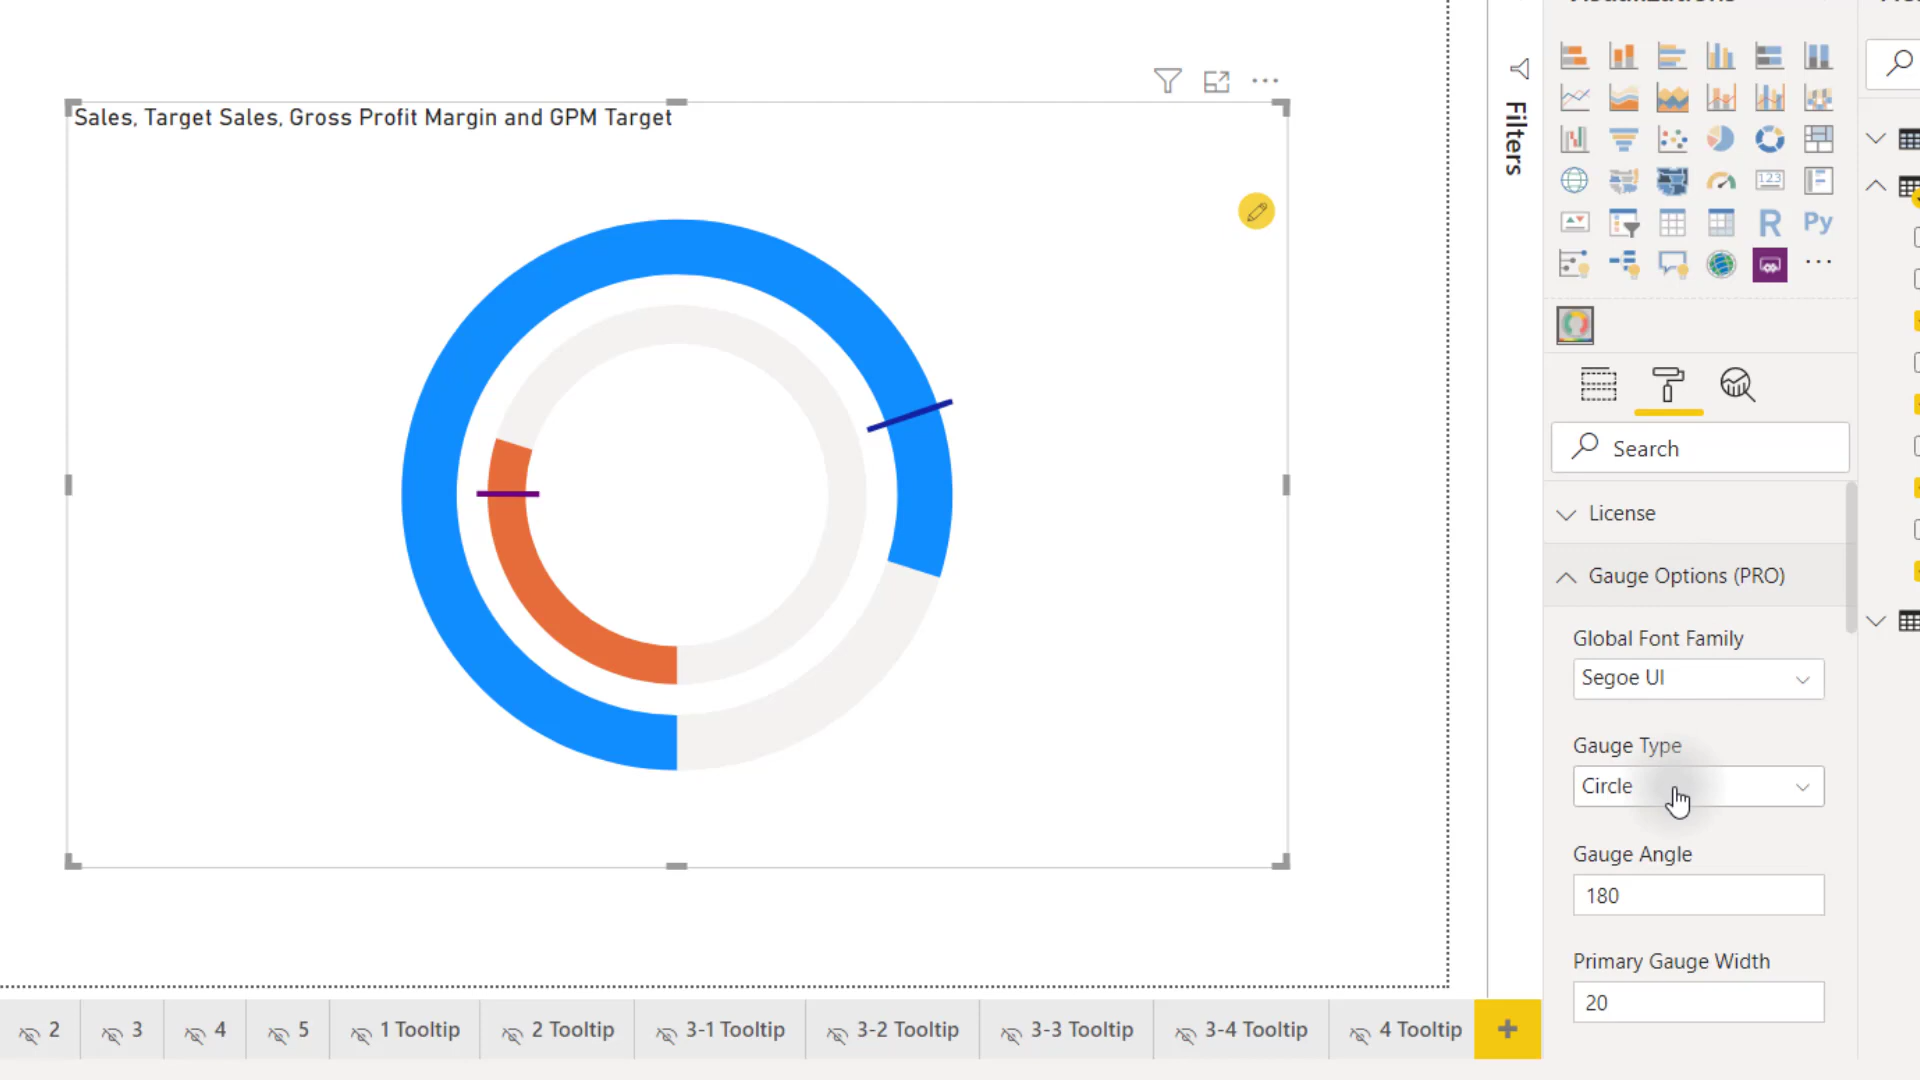 Sales, Target Sales, Gross Profit Margin and GPM Target
Filters
123
R
Py
Search
License
Gauge Options (PRO)
Global Font Family
Segoe UI
Gauge Type
Circle
Gauge Angle
180
Primary Gauge Width
20
2
3
4
5
1 Tooltip
2 Tooltip
3-1 Tooltip
3-2 Tooltip
3-3 Tooltip
3-4 Tooltip
4 Tooltip
+